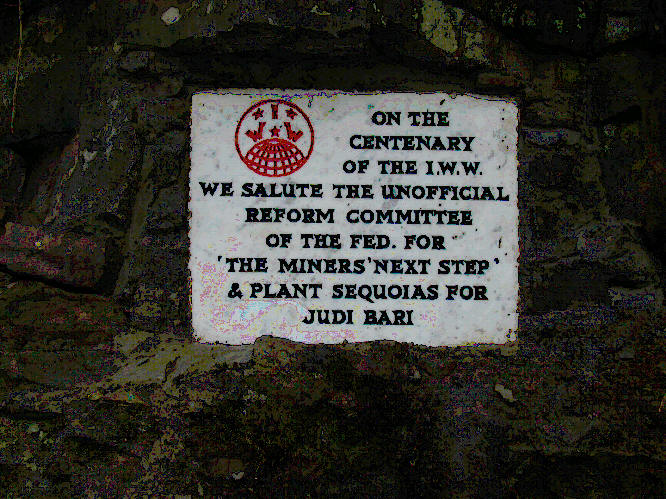 ON THE
CENTENARY
OF THE I.W.W.
WE SALUTE THE UNOFFICIAL
REFORM COMMITTEE
OF THE FED. FOR
'THE MINERS' NEXT STEP'
& PLANT SEQUOIAS FOR
JUDI BARI
I W W